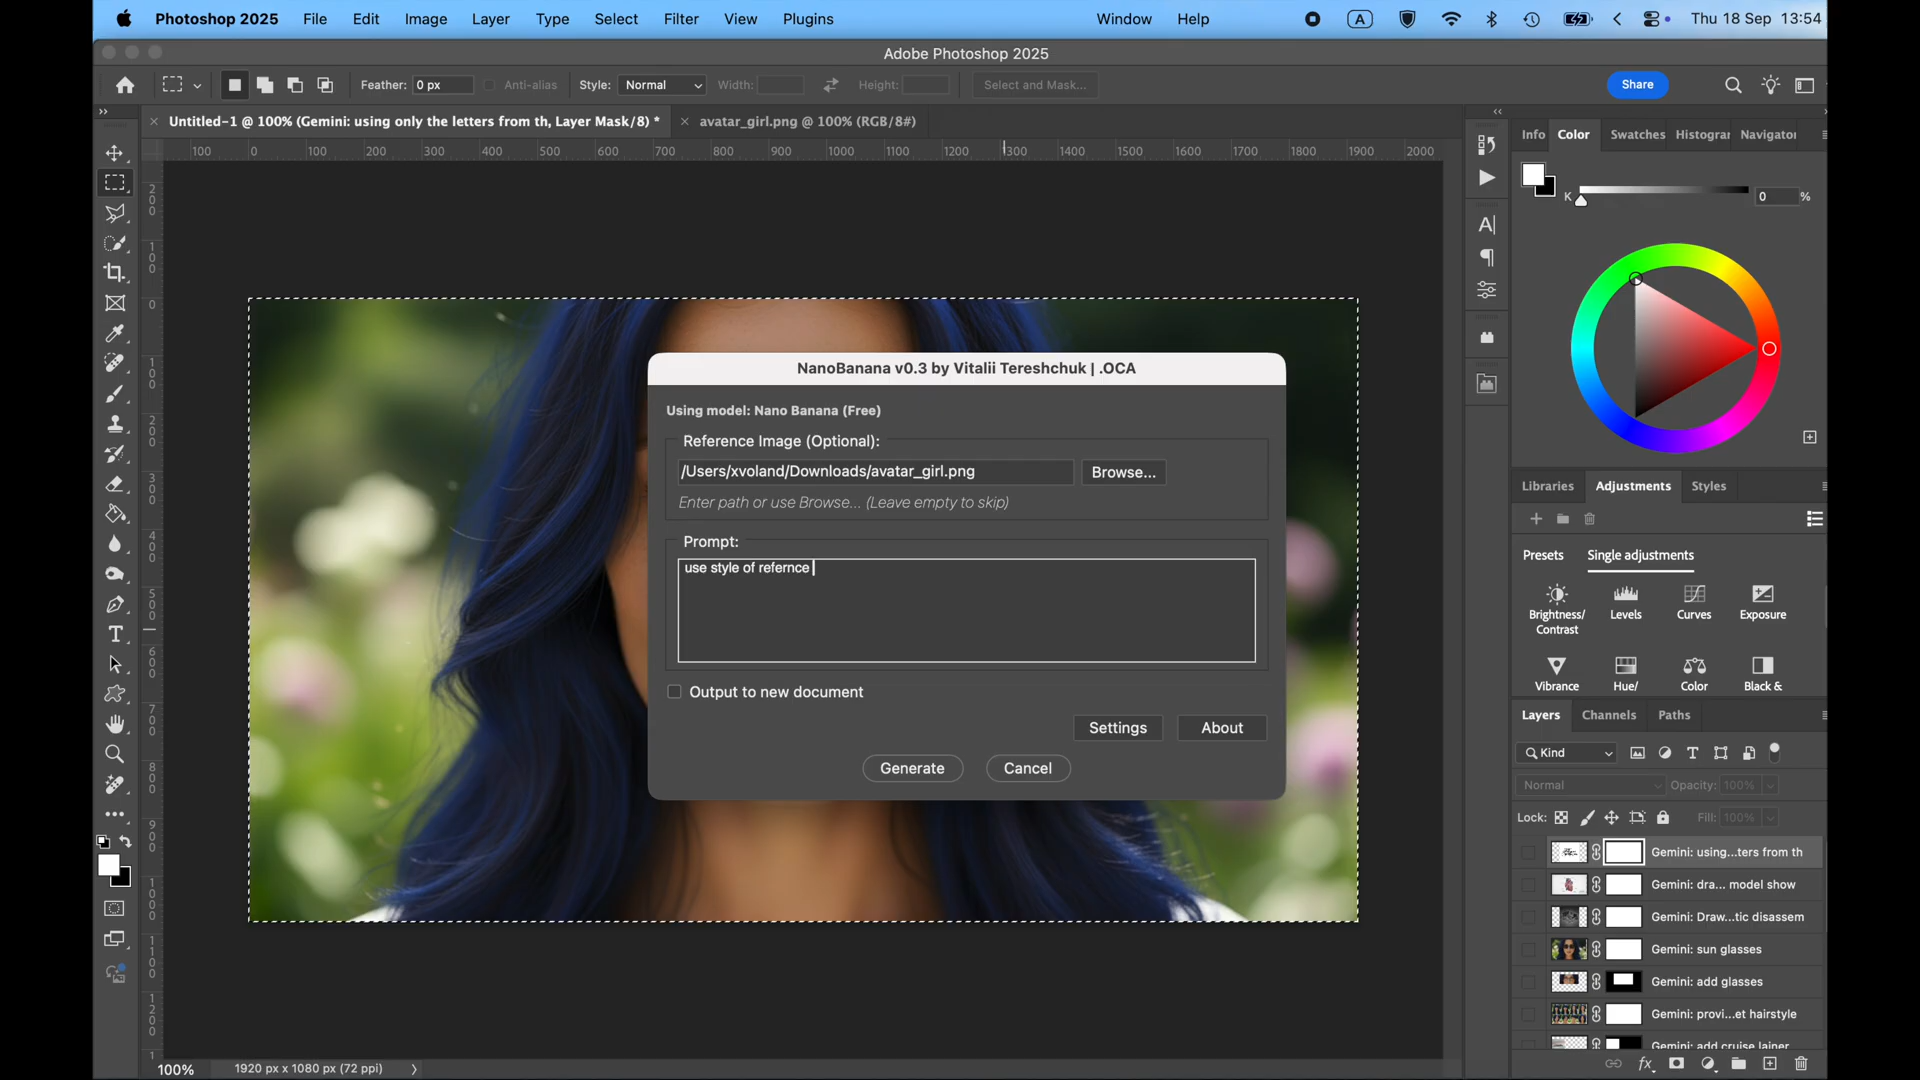 Photoshop 2025 File Edit Image Layer Type Select Filter View Plugins Window Help A Thu 18 Sep 13:54
Adobe Photoshop 2025
Feather: 0 px Anti-alias Style: Normal Width: Height: Select and Mask... Share
Untitled-1 @ 100% (Gemini: using only the letters from th, Layer Mask/8) * avatar_girl.png @ 100% (RGB/8#)
100 0 100 200 300 400 500 600 700 800 900 1000 1100 1200 1300 1400 1500 1600 1700 1800 1900 2000
Info Color Swatches Histogram Navigator
K 0 %
NanoBanana v0.3 by Vitalii Tereshchuk | .OCA
Using model: Nano Banana (Free)
Reference Image (Optional):
/Users/xvoland/Downloads/avatar_girl.png Browse...
Enter path or use Browse... (Leave empty to skip)
Prompt:
use style of refernce
Output to new document
Settings About
Generate Cancel
Libraries Adjustments Styles
Presets Single adjustments
Brightness/ Levels Curves Exposure
Contrast
Vibrance Hue/ Color Black &
Layers Channels Paths
Kind
Normal Opacity: 100%
Lock: Fill: 100%
Gemini: using...ters from th
Gemini: dra... model show
Gemini: Draw...tic disassem
Gemini: sun glasses
Gemini: add glasses
Gemini: provi...et hairstyle
Gemini: add cruise lainer
100% 1920 px x 1080 px (72 ppi)